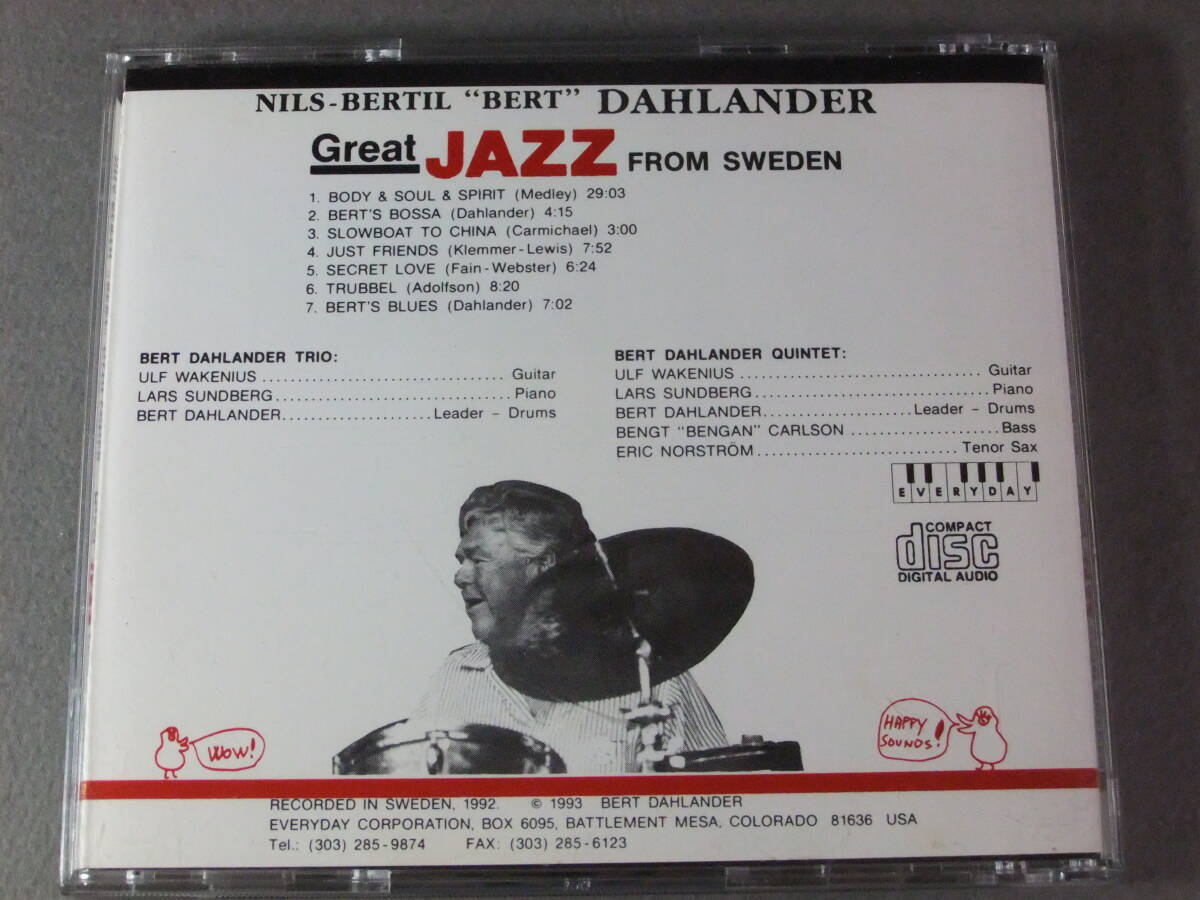 NILS-BERTIL “BERT” DAHLANDER
Great JAZZ FROM SWEDEN
1. BODY & SOUL & SPIRIT (Medley) 29:03
2. BERT'S BOSSA (Dahlander) 4:15
3. SLOWBOAT TO CHINA (Carmichael) 3:00
4. JUST FRIENDS (Klemmer-Lewis) 7:52
5. SECRET LOVE (Fain-Webster) 6:24
6. TRUBBEL (Adolfson) 8:20
7. BERT'S BLUES (Dahlander) 7:02
BERT DAHLANDER TRIO:
ULF WAKENIUS .................................. Guitar
LARS SUNDBERG.................................. Piano
BERT DAHLANDER.....................Leader – Drums
BERT DAHLANDER QUINTET:
ULF WAKENIUS .................................. Guitar
LARS SUNDBERG..................................Piano
BERT DAHLANDER.....................Leader – Drums
BENGT "BENGAN" CARLSON .....................Bass
ERIC NORSTRÖM............................ Tenor Sax
EVERYDAY
COMPACT
disc
DIGITAL AUDIO
WOW!
HAPPY
SOUNDS!
RECORDED IN SWEDEN, 1992. © 1993 BERT DAHLANDER
EVERYDAY CORPORATION, BOX 6095, BATTLEMENT MESA, COLORADO 81636 USA
Tel.: (303) 285-9874 FAX: (303) 285-6123